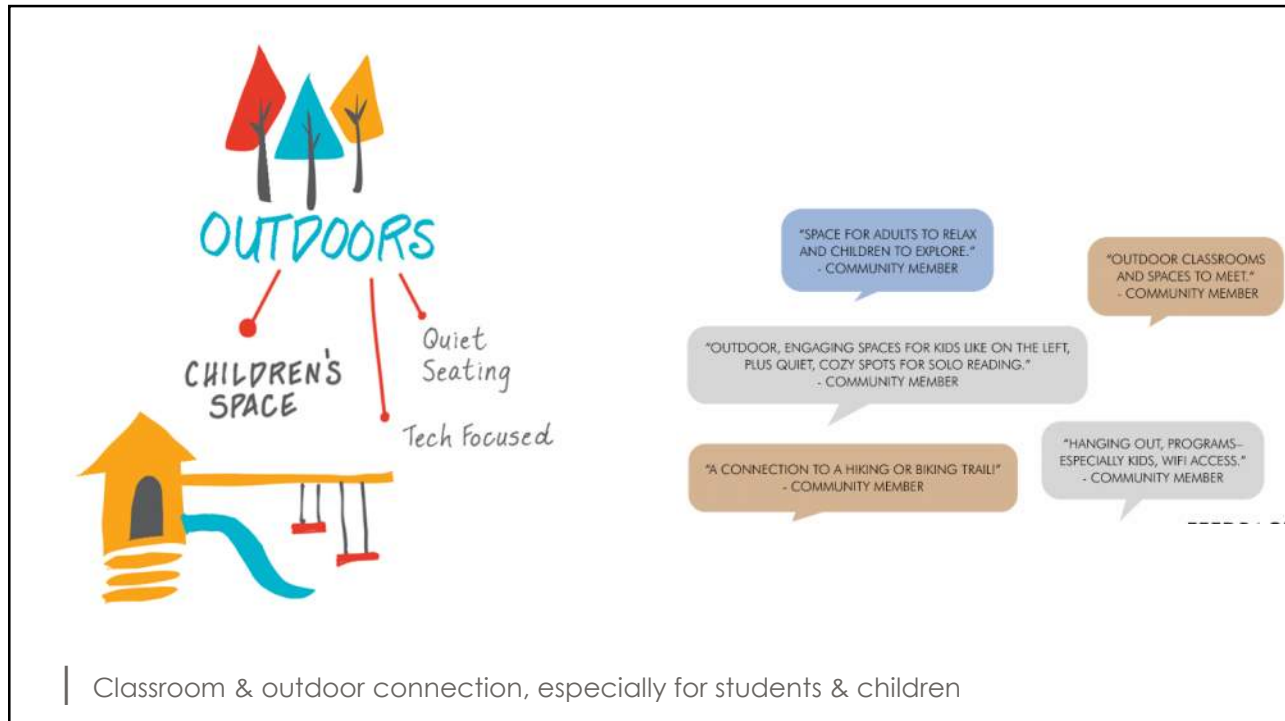 OUTDOORS
CHILDREN'S
SPACE
Quiet
Seating
Tech Focused
"SPACE FOR ADULTS TO RELAX
AND CHILDREN TO EXPLORE."
- COMMUNITY MEMBER
"OUTDOOR CLASSROOMS
AND SPACES TO MEET."
- COMMUNITY MEMBER
"OUTDOOR, ENGAGING SPACES FOR KIDS LIKE ON THE LEFT,
PLUS QUIET, COZY SPOTS FOR SOLO READING."
- COMMUNITY MEMBER
"A CONNECTION TO A HIKING OR BIKING TRAIL!"
- COMMUNITY MEMBER
"HANGING OUT, PROGRAMS–
ESPECIALLY KIDS, WIFI ACCESS."
- COMMUNITY MEMBER
Classroom & outdoor connection, especially for students & children